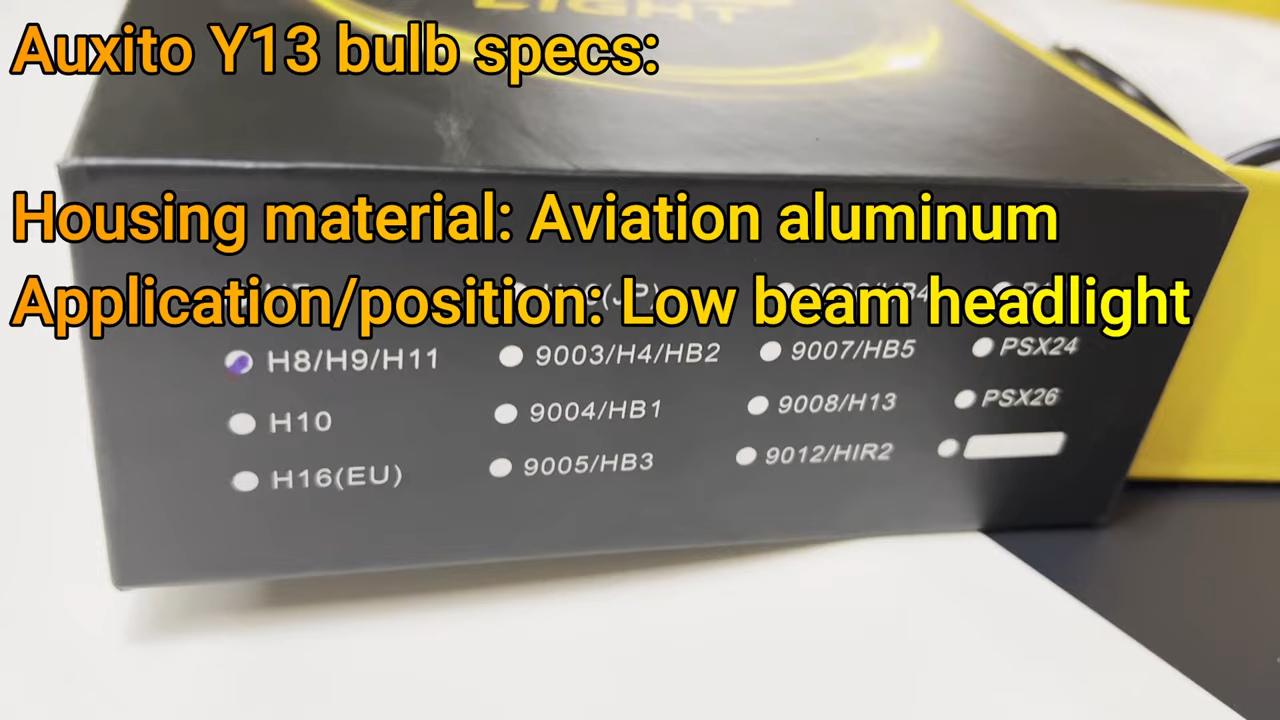 LIGHT
Auxito Y13 bulb specs:
Housing material: Aviation aluminum
Application/position: Low beam headlight
H8/H9/H11
9003/H4/HB2
9007/HB5
PSX24
H10
9004/HB1
9008/H13
PSX26
H16(EU)
9005/HB3
9012/HIR2